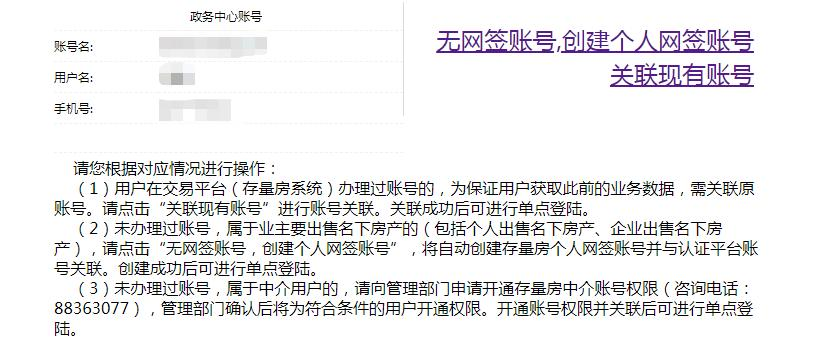 政务中心账号
账号名:
用户名:
手机号:
无网签账号,创建个人网签账号
关联现有账号
请您根据对应情况进行操作：
（1）用户在交易平台（存量房系统）办理过账号的，为保证用户获取此前的业务数据，需关联原
账号。请点击“关联现有账号”进行账号关联。关联成功后可进行单点登陆。
（2）未办理过账号，属于业主要出售名下房产的（包括个人出售名下房产、企业出售名下房
产），请点击“无网签账号，创建个人网签账号”，将自动创建存量房个人网签账号并与认证平台账
号关联。创建成功后可进行单点登陆。
（3）未办理过账号，属于中介用户的，请向管理部门申请开通存量房中介账号权限（咨询电话：
88363077），管理部门确认后将为符合条件的用户开通权限。开通账号权限并关联后可进行单点登
陆。